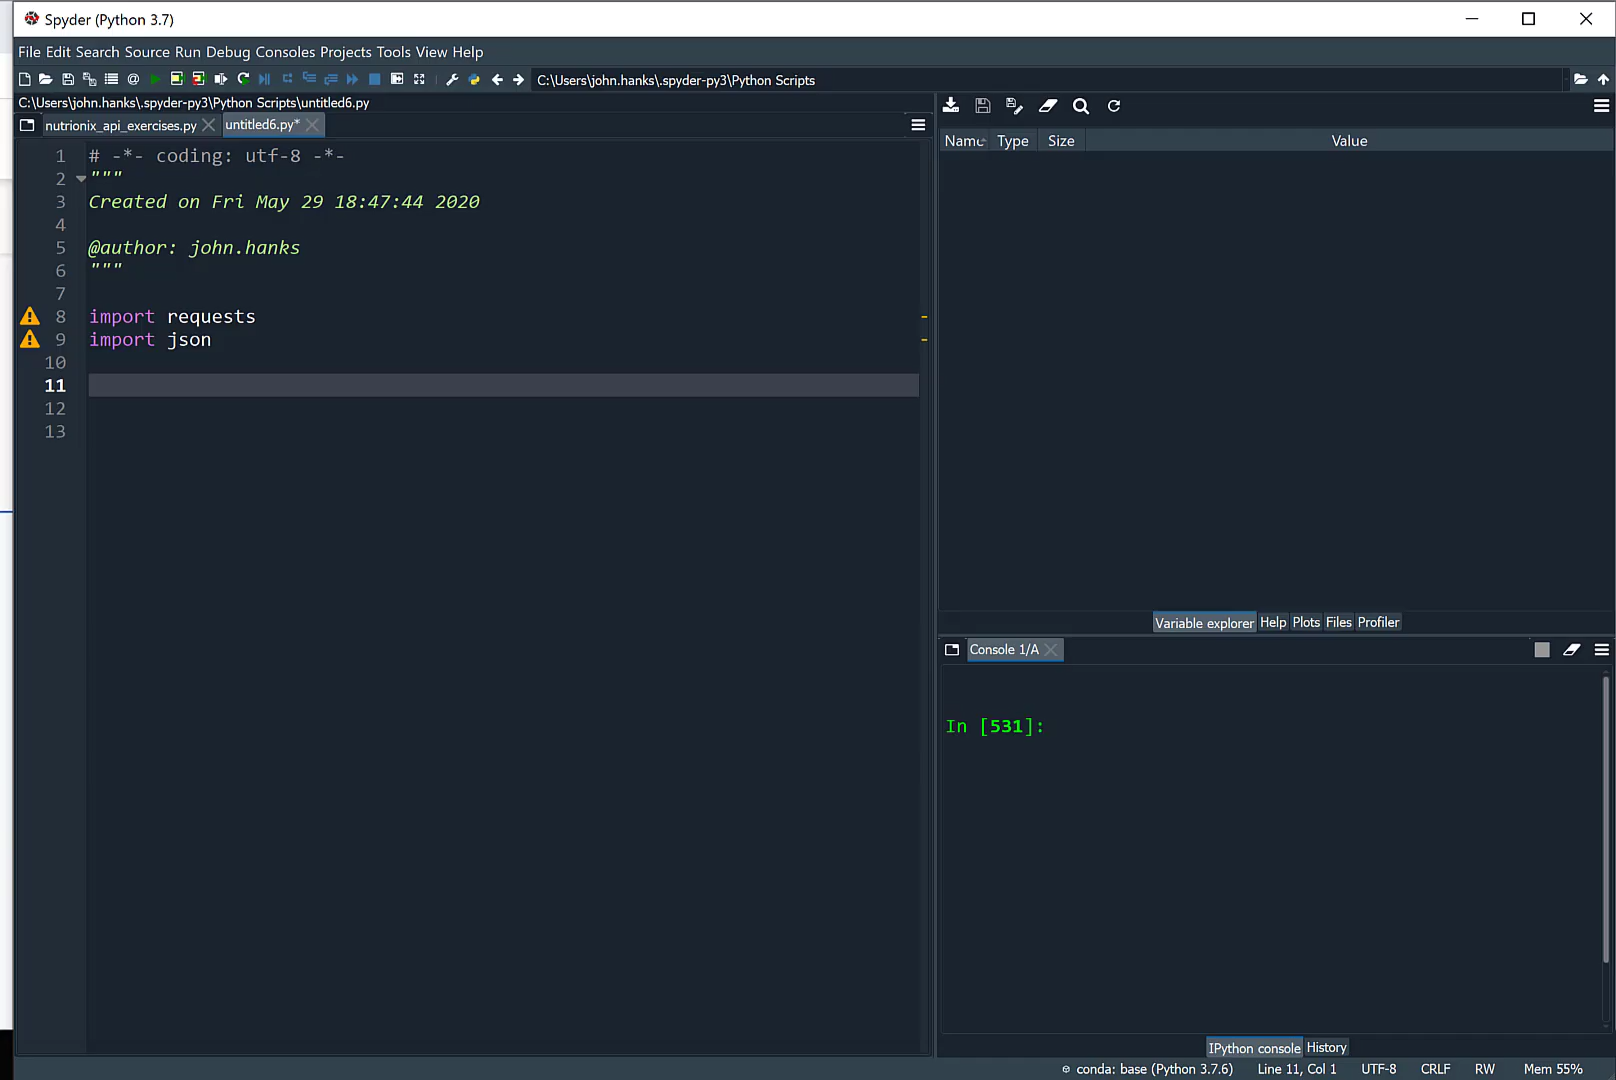 Spyder (Python 3.7)
File Edit Search Source Run Debug Consoles Projects Tools View Help
C:\Users\john.hanks\.spyder-py3\Python Scripts
C:\Users\john.hanks\.spyder-py3\Python Scripts\untitled6.py
nutrionix_api_exercises.py
untitled6.py*
1 # -*- coding: utf-8 -*-
2 """
3 Created on Fri May 29 18:47:44 2020
4
5 @author: john.hanks
6 """
7
8 import requests
9 import json
10
11
12
13
Name Type Size Value
Variable explorer Help Plots Files Profiler
Console 1/A
In [531]:
IPython console History
conda: base (Python 3.7.6) Line 11, Col 1 UTF-8 CRLF RW Mem 55%